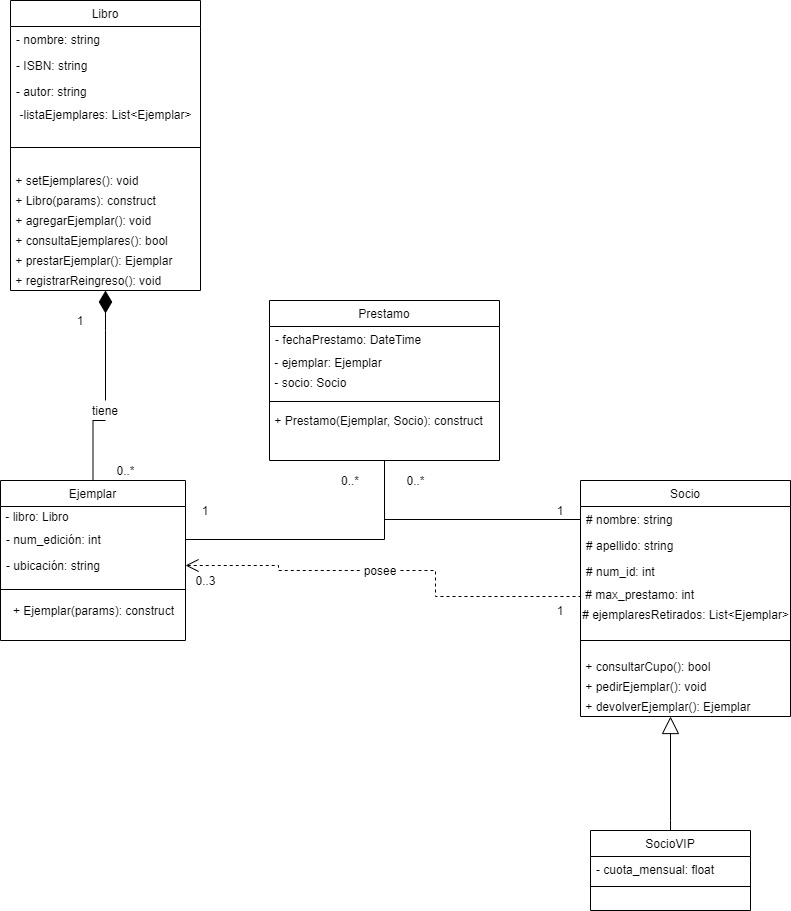 Libro
- nombre: string
- ISBN: string
- autor: string
-listaEjemplares: List<Ejemplar>
+ setEjemplares(): void
+ Libro(params): construct
+ agregarEjemplar(): void
+ consultaEjemplares(): bool
+ prestarEjemplar(): Ejemplar
+ registrarReingreso(): void
1
tiene
0..*
Prestamo
- fechaPrestamo: DateTime
- ejemplar: Ejemplar
- socio: Socio
+ Prestamo(Ejemplar, Socio): construct
0..*
0..*
Ejemplar
- libro: Libro
- num_edición: int
- ubicación: string
+ Ejemplar(params): construct
1
1
0..3
posee
1
Socio
# nombre: string
# apellido: string
# num_id: int
# max_prestamo: int
# ejemplaresRetirados: List<Ejemplar>
+ consultarCupo(): bool
+ pedirEjemplar(): void
+ devolverEjemplar(): Ejemplar
SocioVIP
- cuota_mensual: float